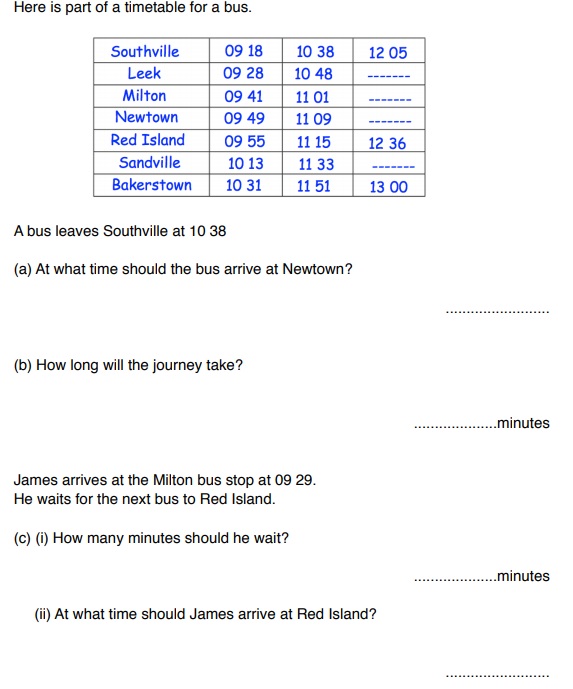 Here is part of a timetable for a bus.
Southville 09 18 10 38 12 05
Leek 09 28 10 48 -------
Milton 09 41 11 01 -------
Newtown 09 49 11 09 -------
Red Island 09 55 11 15 12 36
Sandville 10 13 11 33 -------
Bakerstown 10 31 11 51 13 00
A bus leaves Southville at 10 38
(a) At what time should the bus arrive at Newtown?
.........................
(b) How long will the journey take?
....................minutes
James arrives at the Milton bus stop at 09 29.
He waits for the next bus to Red Island.
(c) (i) How many minutes should he wait?
....................minutes
(ii) At what time should James arrive at Red Island?
.........................